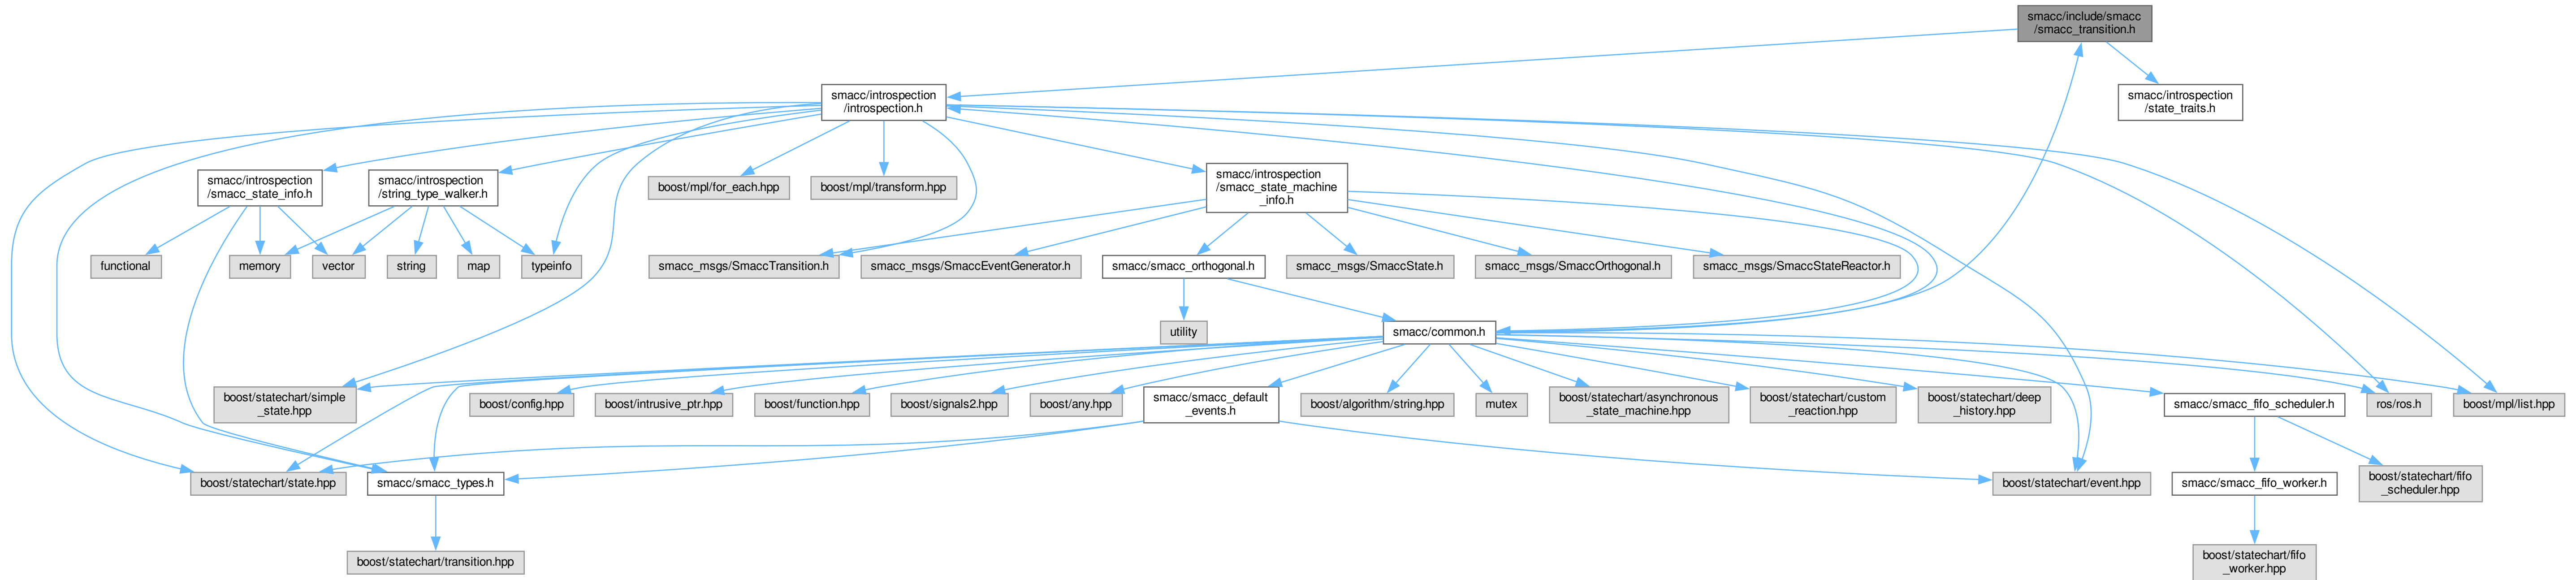 smacc/include/smacc
/smacc_transition.h
smacc/introspection
/introspection.h
smacc/introspection
/state_traits.h
smacc/introspection
/smacc_state_info.h
smacc/introspection
/string_type_walker.h
boost/mpl/for_each.hpp
boost/mpl/transform.hpp
smacc/introspection
/smacc_state_machine
_info.h
functional
memory
vector
string
map
typeinfo
smacc_msgs/SmaccTransition.h
smacc_msgs/SmaccEventGenerator.h
smacc/smacc_orthogonal.h
smacc_msgs/SmaccState.h
smacc_msgs/SmaccOrthogonal.h
smacc_msgs/SmaccStateReactor.h
utility
smacc/common.h
boost/statechart/simple
_state.hpp
boost/config.hpp
boost/intrusive_ptr.hpp
boost/function.hpp
boost/signals2.hpp
boost/any.hpp
smacc/smacc_default
_events.h
boost/algorithm/string.hpp
mutex
boost/statechart/asynchronous
_state_machine.hpp
boost/statechart/custom
_reaction.hpp
boost/statechart/deep
_history.hpp
smacc/smacc_fifo_scheduler.h
ros/ros.h
boost/mpl/list.hpp
boost/statechart/state.hpp
smacc/smacc_types.h
boost/statechart/event.hpp
smacc/smacc_fifo_worker.h
boost/statechart/fifo
_scheduler.hpp
boost/statechart/transition.hpp
boost/statechart/fifo
_worker.hpp